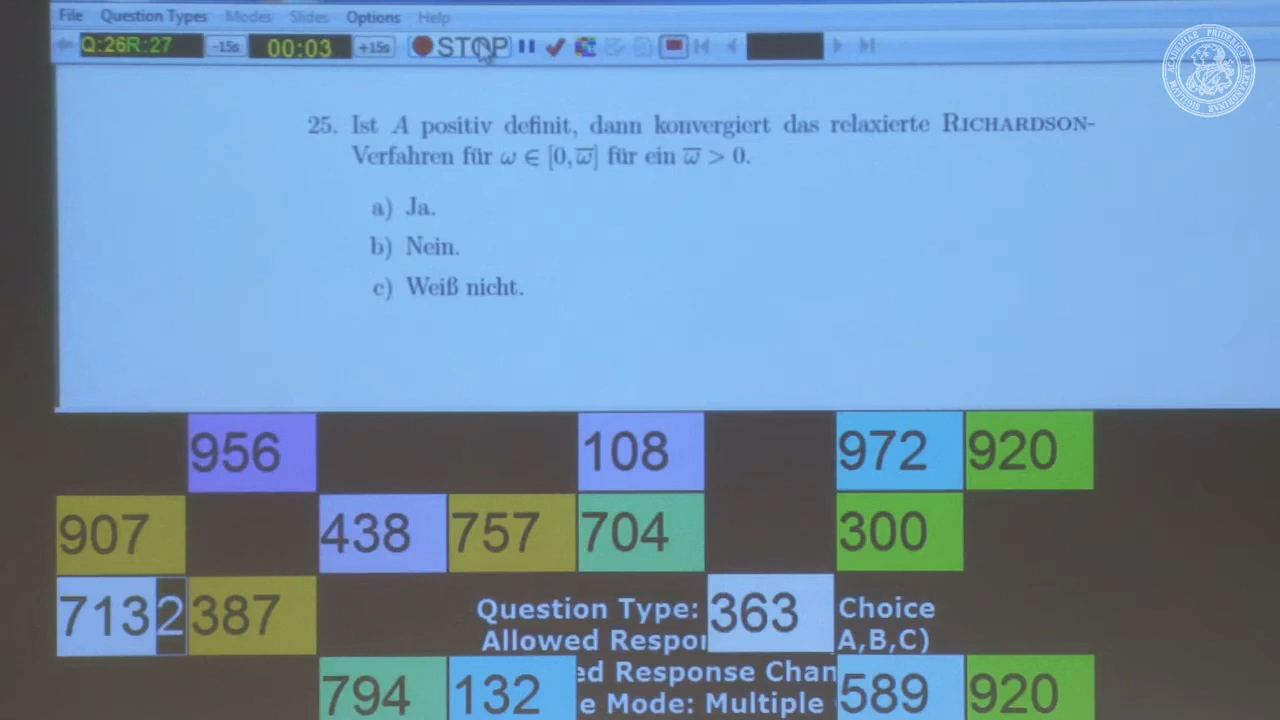 File Question Types Modes Slides Options Help
Q:26R:27 -15s 00:03 +15s STOP
25. Ist A positiv definit, dann konvergiert das relaxierte RICHARDSON-
Verfahren für ω ∈ [0, ω̅] für ein ω̅ > 0.
a) Ja.
b) Nein.
c) Weiß nicht.
956 108 972 920
907 438 757 704 300
713 2 387 363
Question Type: Choice
Allowed Respon A,B,C)
ed Response Chan
e Mode: Multiple
794 132 589 920